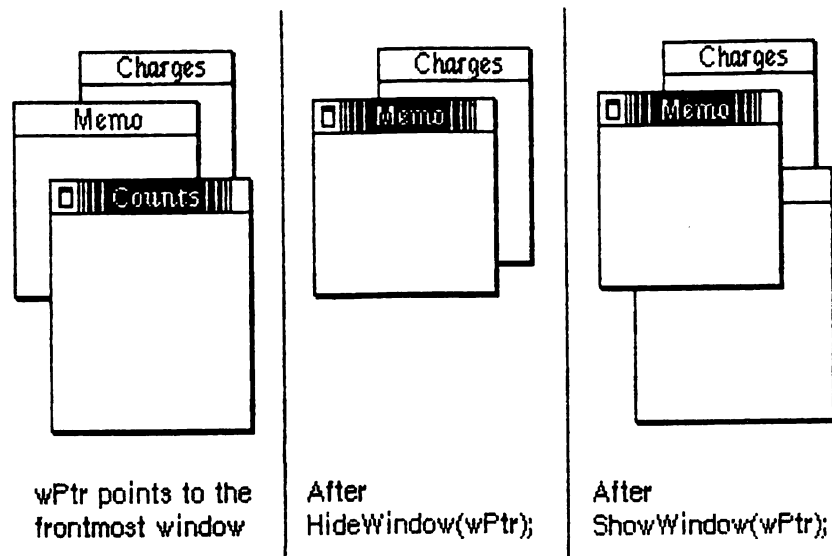 Charges
Memo
Counts
wPtr points to the
frontmost window
Charges
Memo
After
HideWindow(wPtr);
Charges
Memo
After
ShowWindow(wPtr);